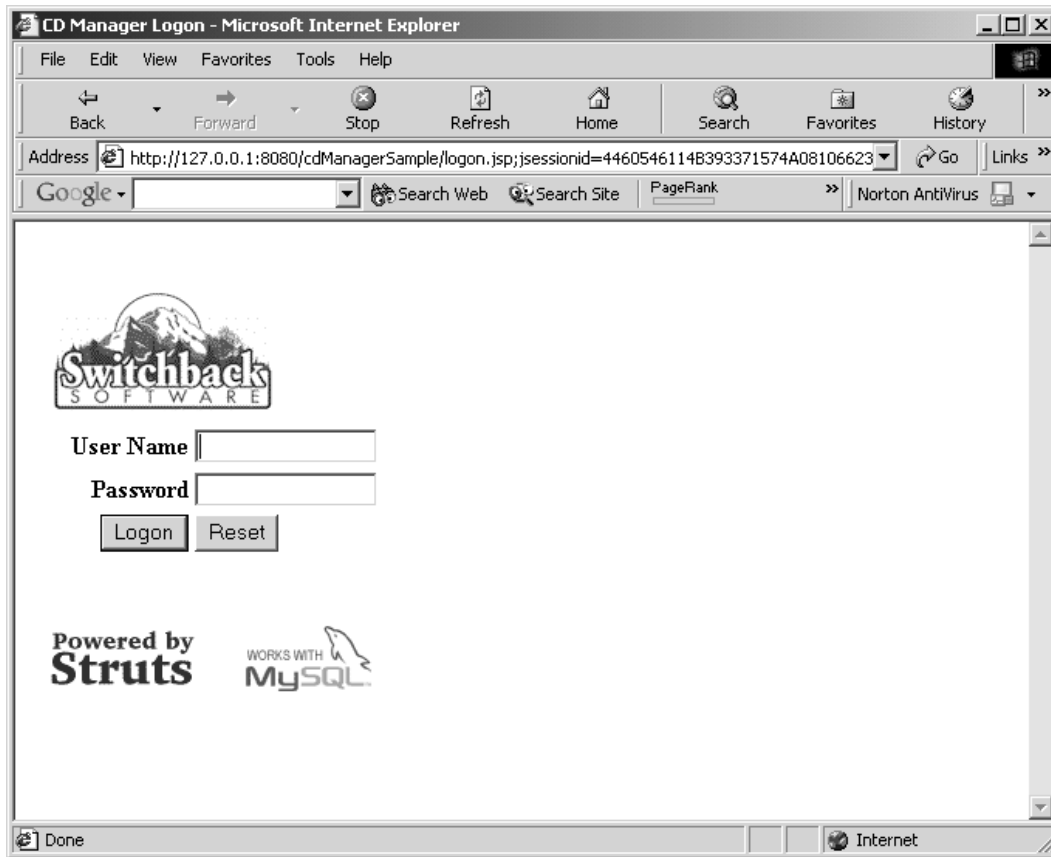 CD Manager Logon - Microsoft Internet Explorer
File Edit View Favorites Tools Help
Back Forward Stop Refresh Home Search Favorites History »
Address http://127.0.0.1:8080/cdManagerSample/logon.jsp;jsessionid=4460546114B393371574A08106623 Go Links »
Google Search Web Search Site PageRank » Norton AntiVirus
Switchback
SOFTWARE
User Name
Password
Logon Reset
Powered by
Struts
WORKS WITH
MySQL
Done Internet